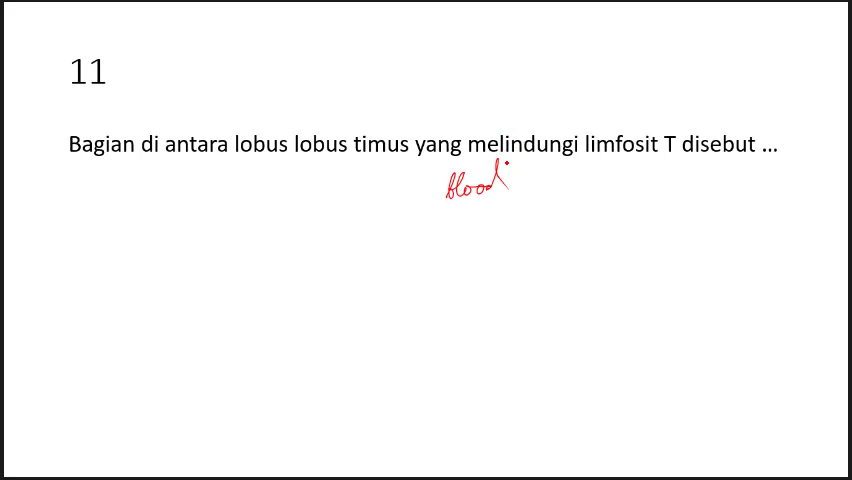 11
Bagian di antara lobus lobus timus yang melindungi limfosit T disebut ...
blood